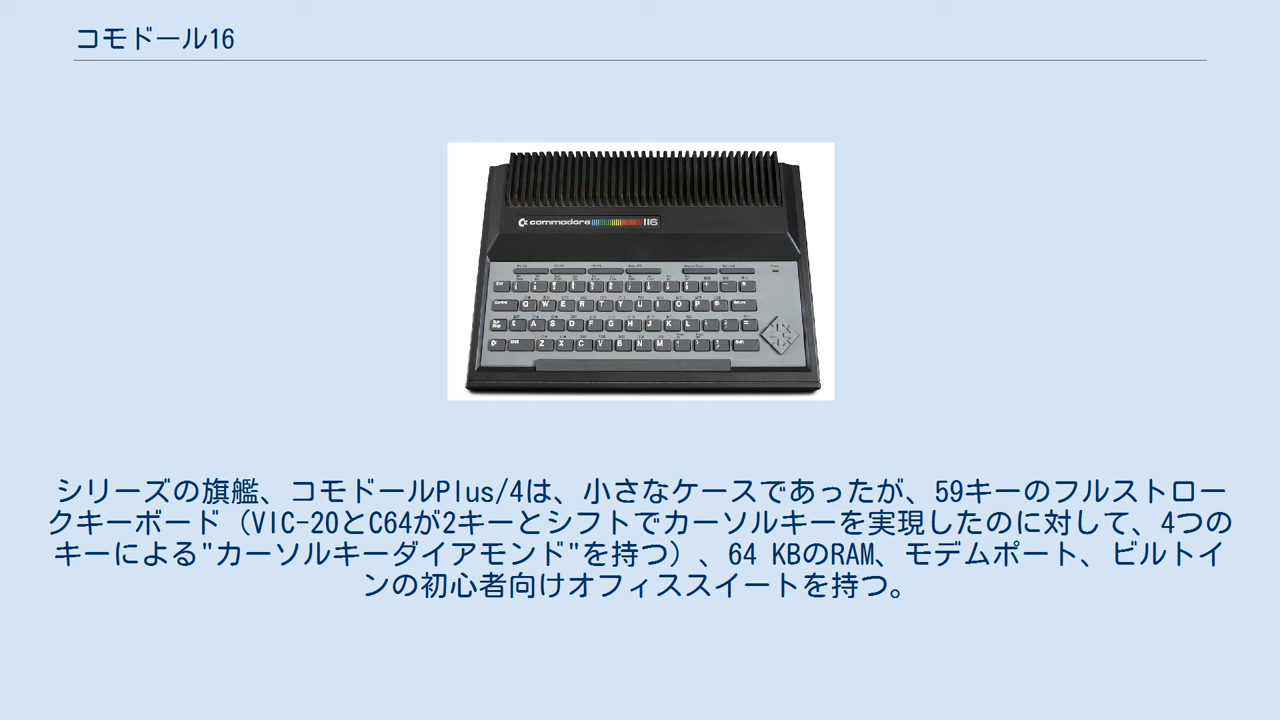 コモドール16
commodore 116
シリーズの旗艦、コモドールPlus/4は、小さなケースであったが、59キーのフルストロー
クキーボード（VIC-20とC64が2キーとシフトでカーソルキーを実現したのに対して、4つの
キーによる"カーソルキーダイアモンド"を持つ）、64 KBのRAM、モデムポート、ビルトイ
ンの初心者向けオフィススイートを持つ。